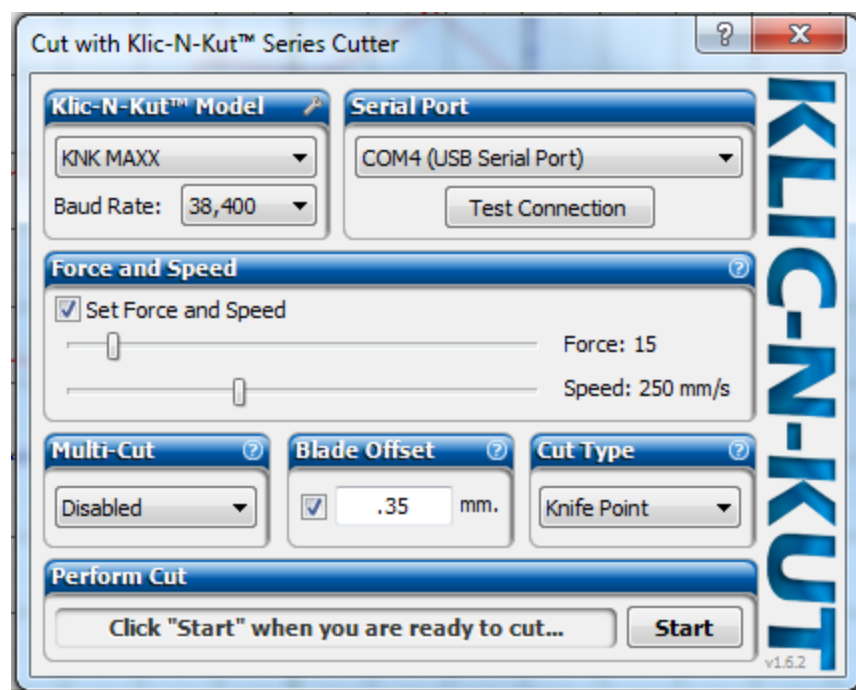 Cut with Klic-N-Kut™ Series Cutter
Klic-N-Kut™ Model
KNK MAXX
Baud Rate: 38,400
Serial Port
COM4 (USB Serial Port)
Test Connection
Force and Speed
Set Force and Speed
Force: 15
Speed: 250 mm/s
Multi-Cut
Disabled
Blade Offset
.35 mm.
Cut Type
Knife Point
Perform Cut
Click "Start" when you are ready to cut...
Start
KLIC-N-KUT
v1.6.2